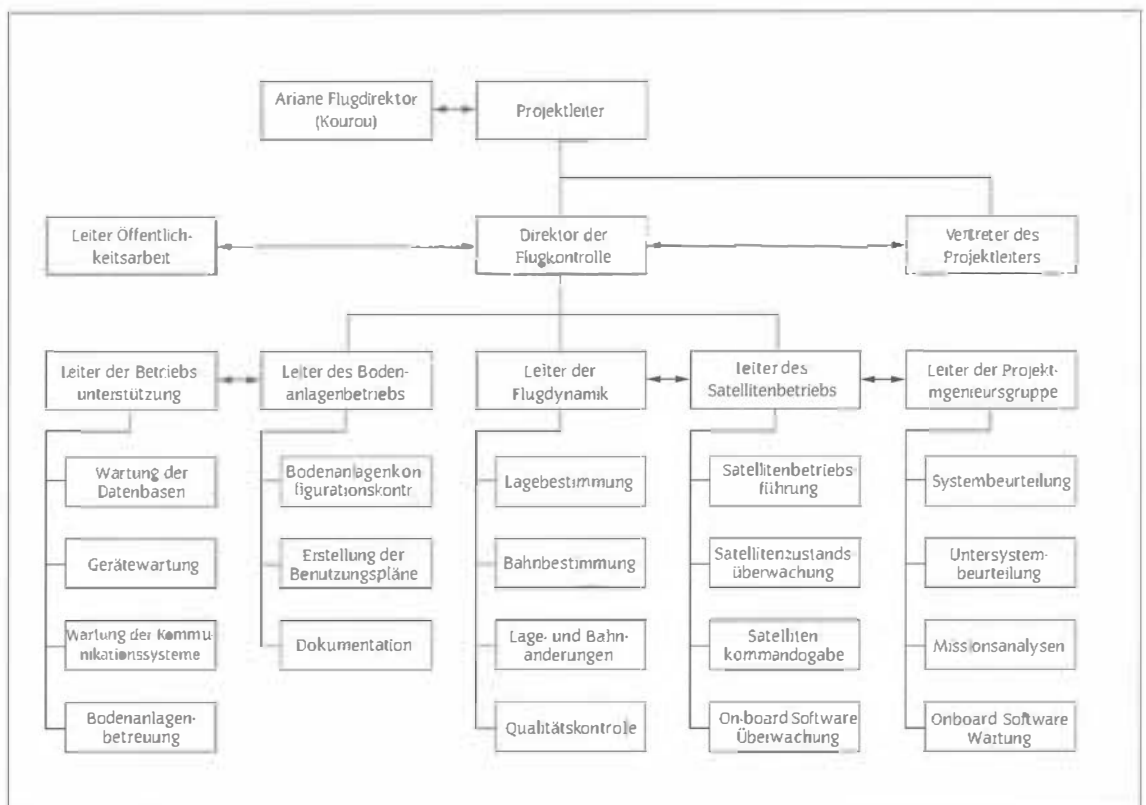 Ariane Flugdirektor
(Kourou)
Projektleiter
Leiter Öffentlich-
keitsarbeit
Direktor der
Flugkontrolle
Vertreter des
Projektleiters
Leiter der Betriebs
unterstützung
Leiter des Boden-
anlagenbetriebs
Leiter der
Flugdynamik
Leiter des
Satellitenbetriebs
Leiter der Projekt-
ingenieursgruppe
Wartung der
Datenbasen
Gerätewartung
Wartung der Kommu-
nikationssysteme
Bodenanlagen-
betreuung
Bodenanlagenkon
figurationskontr
Erstellung der
Benutzungspläne
Dokumentation
Lagebestimmung
Bahnbestimmung
Lage- und Bahn-
änderungen
Qualitätskontrolle
Satellitenbetriebs
führung
Satellitenzustands
überwachung
Satelliten
kommandogabe
On-board Software
Überwachung
Systembeurteilung
Untersystem-
beurteilung
Missionsanalysen
Onboard Software
Wartung